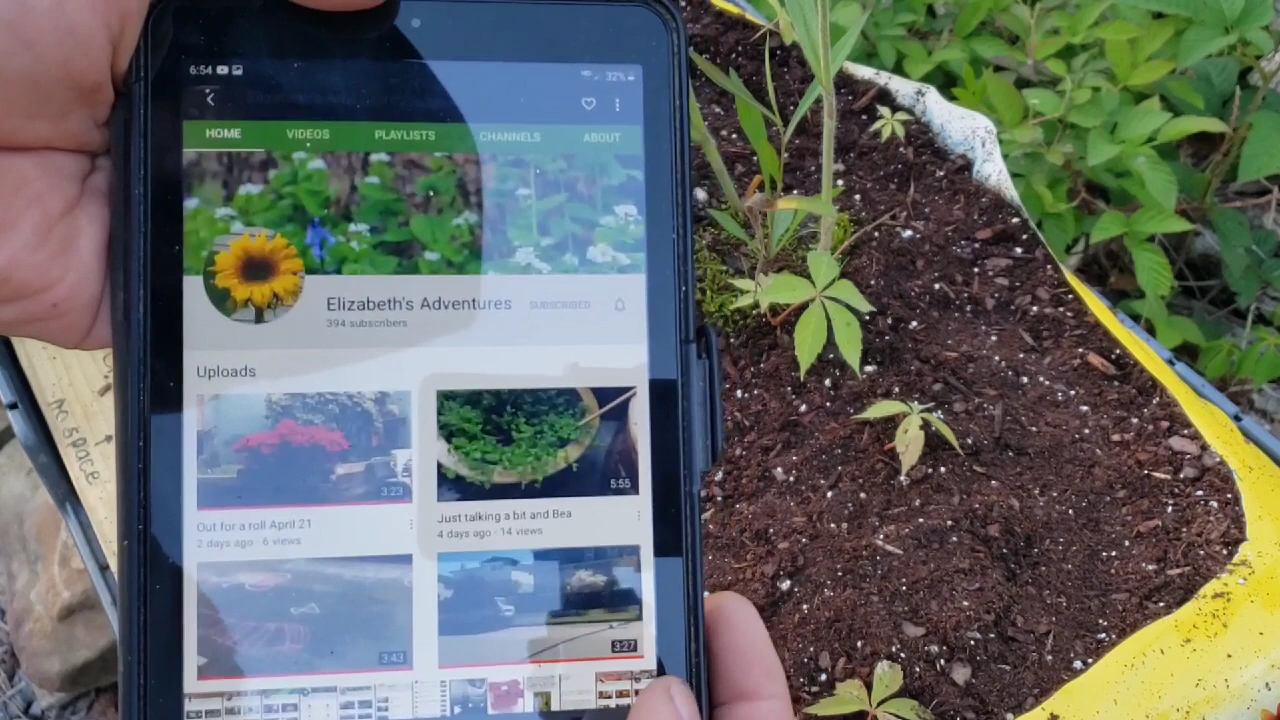 6:54
32%
HOME VIDEOS PLAYLISTS CHANNELS ABOUT
Elizabeth's Adventures SUBSCRIBED
394 subscribers
Uploads
3:23
5:55
Out for a roll April 21
2 days ago · 6 views
Just talking a bit and Bea
4 days ago · 14 views
3:43
3:27
no space